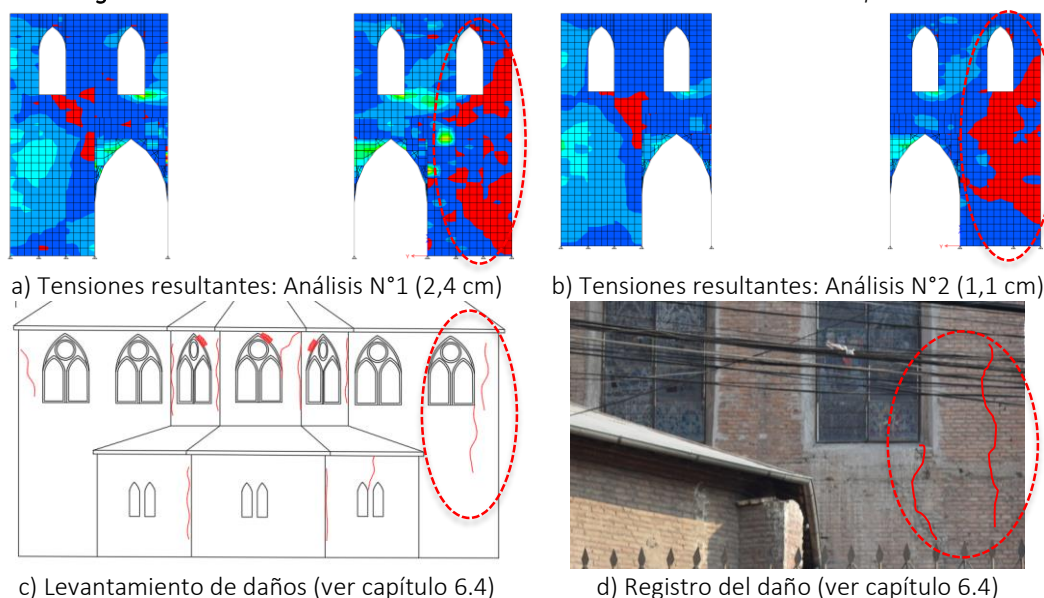 a) Tensiones resultantes: Análisis N°1 (2,4 cm)
b) Tensiones resultantes: Análisis N°2 (1,1 cm)
c) Levantamiento de daños (ver capítulo 6.4)
d) Registro del daño (ver capítulo 6.4)